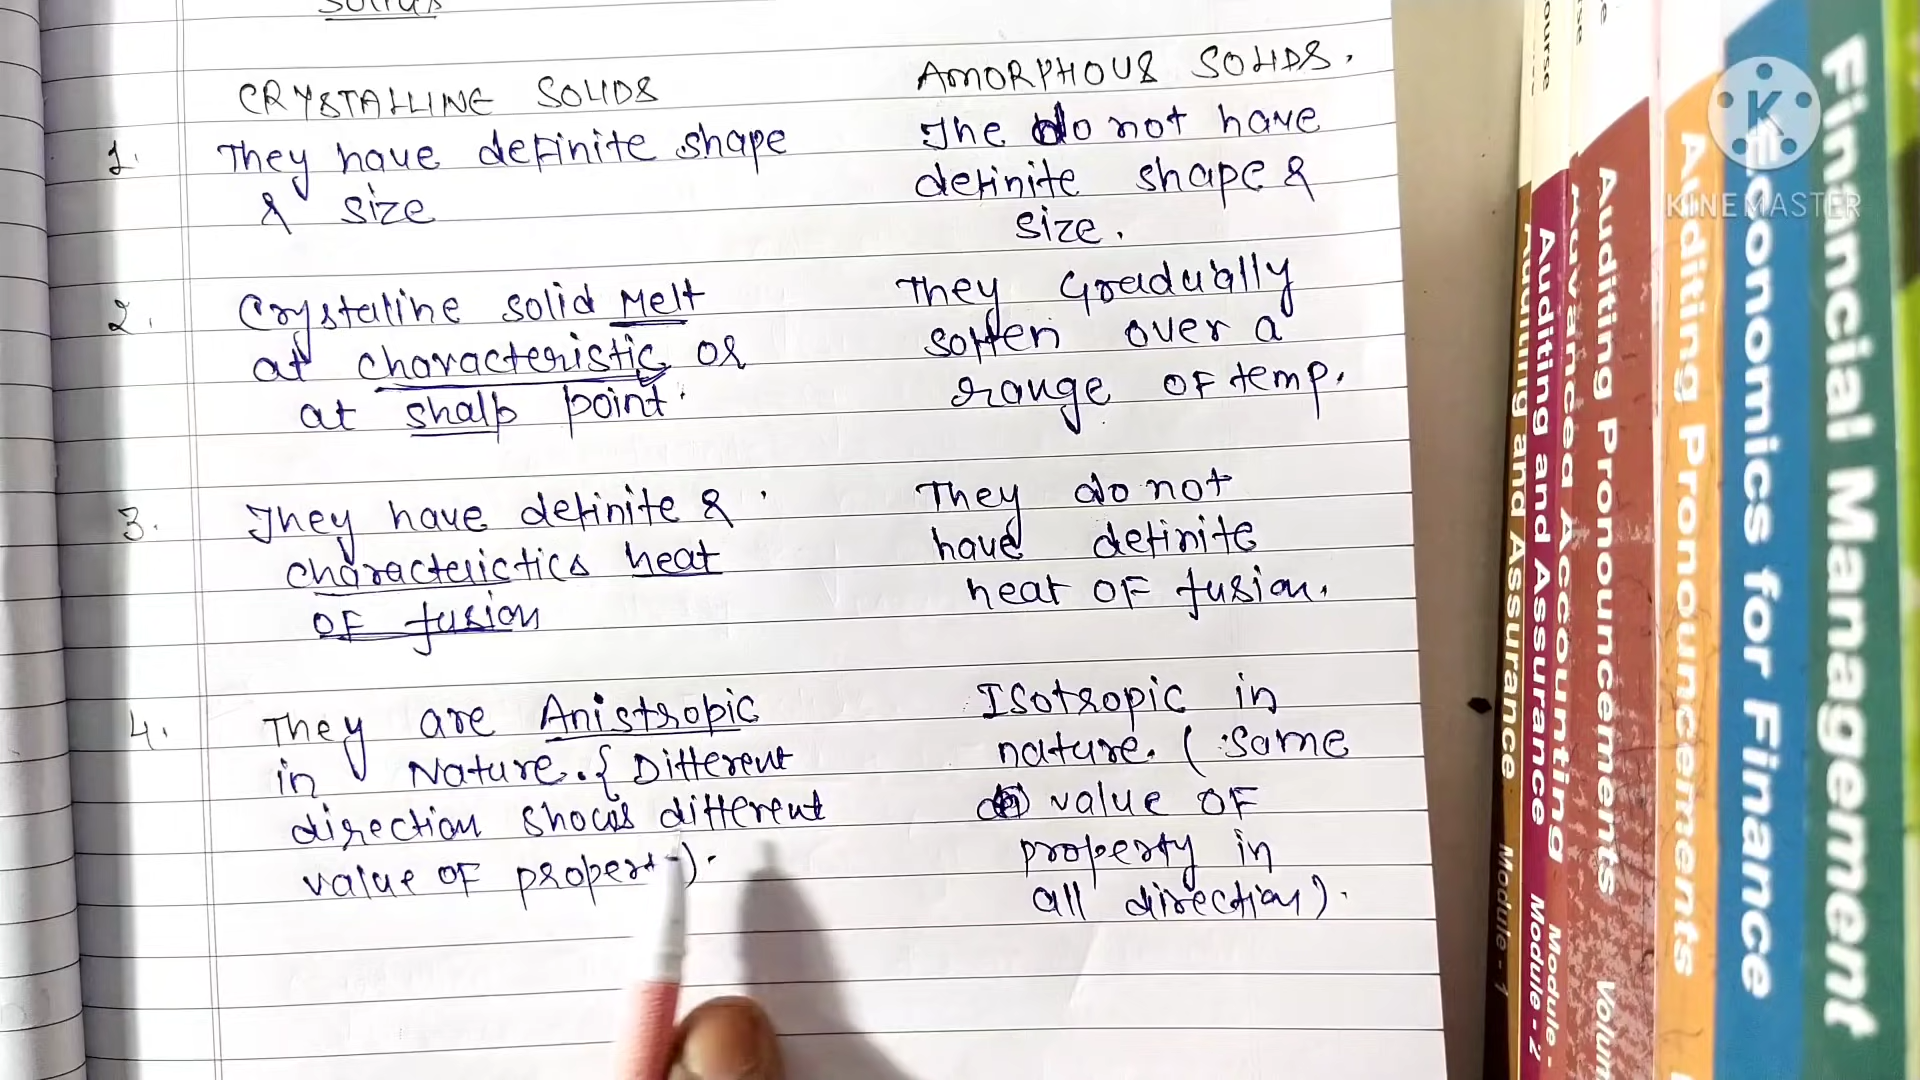 CRYSTALLINE SOLIDS
1. They have definite shape
& size
2. Crystaline solid Melt
at characteristic or
at sharp point.
3. They have definite &
characterictics heat
OF fusion
4. They are Anistropic
in Nature. { Different
direction shows different
value OF propert
AMORPHOUS SOLIDS.
The do not have
definite shape &
size.
They Gradually
soften over a
range OF temp.
They do not
have definite
heat OF fusion.
Isotropic in
nature. ( same
value OF
property in
all direction).
K
KINEMASTER
Auditing and Assurance Module - 1
Auditing and Assurance Module - 2
Advanced Accounting Module -
Auditing Pronouncements Volum
Auditing Pronouncements
Economics for Finance
Financial Management